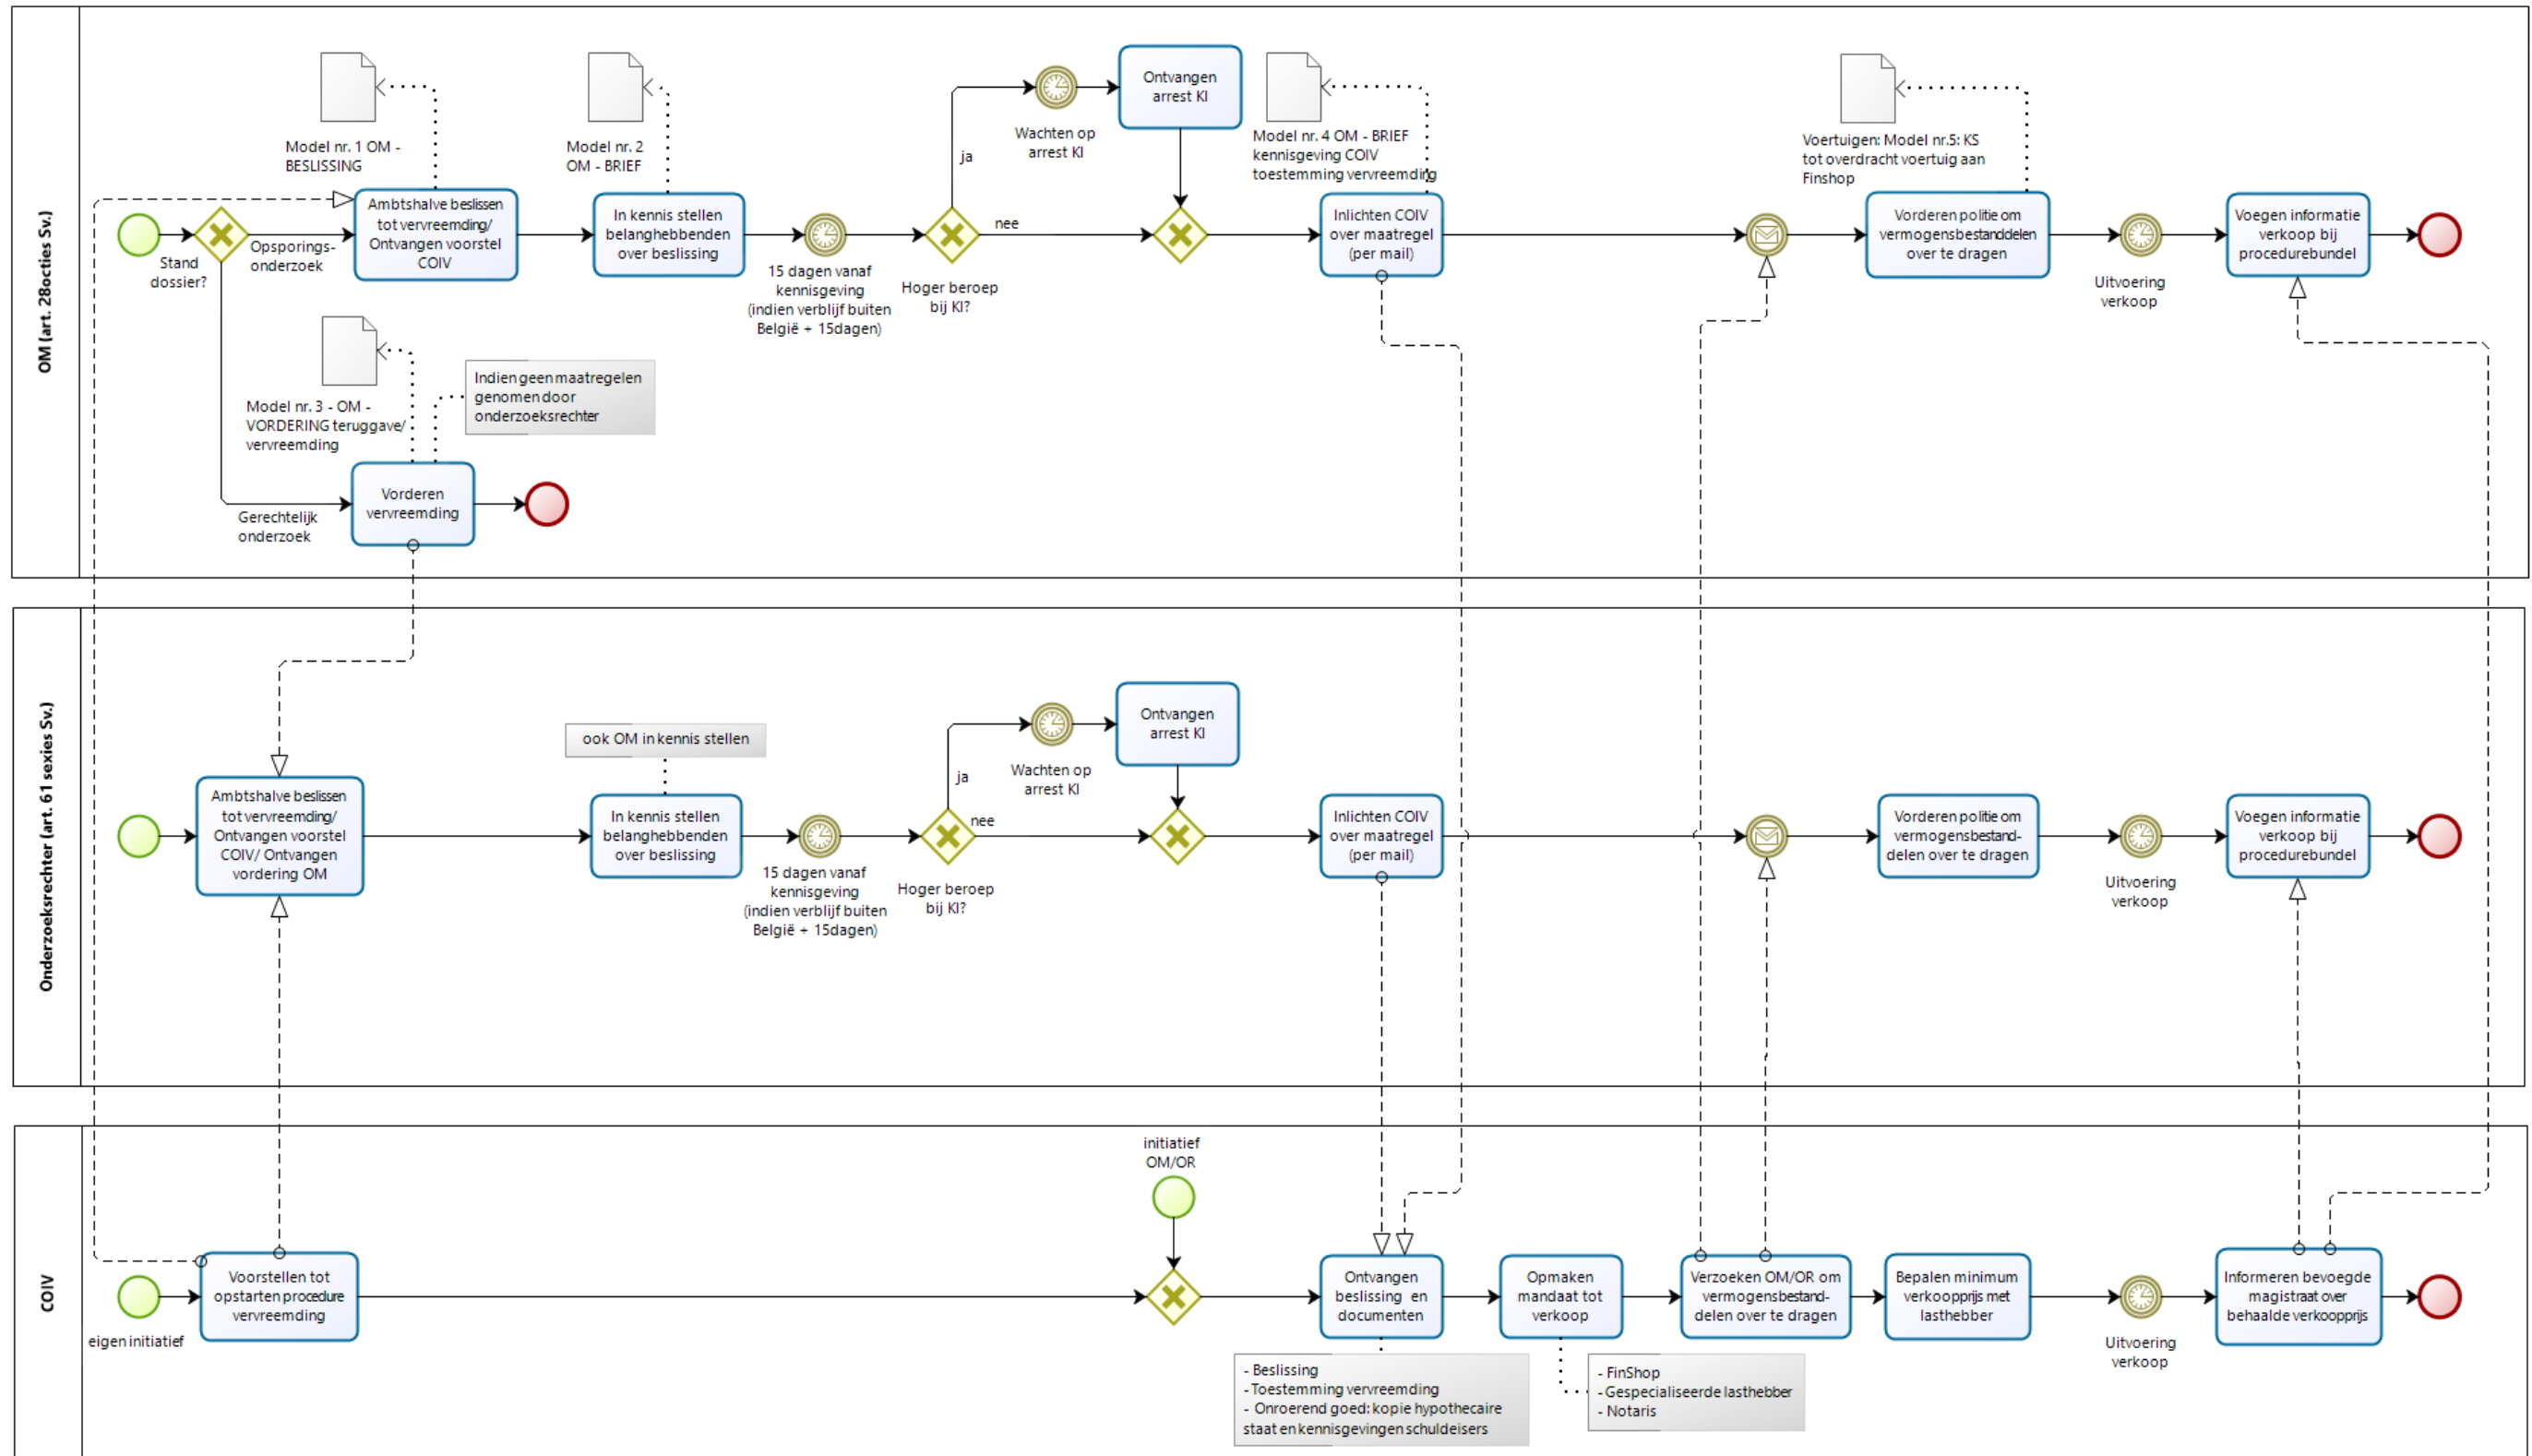 OM (art. 28octies Sv.)
Model nr. 1 OM -
BESLISSING
Model nr. 2
OM - BRIEF
Wachten op
arrest KI
Ontvangen
arrest KI
Model nr. 4 OM - BRIEF
kennisgeving COIV
toestemming vervreemding
Voertuigen: Model nr.5: KS
tot overdracht voertuig aan
Finshop
ja
Stand
dossier?
Opsporings-
onderzoek
Ambtshalve beslissen
tot vervreemding/
Ontvangen voorstel
COIV
In kennis stellen
belanghebbenden
over beslissing
15 dagen vanaf
kennisgeving
(indien verblijf buiten
België + 15dagen)
Hoger beroep
bij KI?
nee
Inlichten COIV
over maatregel
(per mail)
Vorderen politie om
vermogensbestanddelen
over te dragen
Uitvoering
verkoop
Voegen informatie
verkoop bij
procedurebundel
Model nr. 3 - OM -
VORDERING teruggave/
vervreemding
Indien geen maatregelen
genomen door
onderzoeksrechter
Gerechtelijk
onderzoek
Vorderen
vervreemding
Onderzoeksrechter (art. 61 sexies Sv.)
Ambtshalve beslissen
tot vervreemding/
Ontvangen voorstel
COIV/ Ontvangen
vordering OM
ook OM in kennis stellen
In kennis stellen
belanghebbenden
over beslissing
15 dagen vanaf
kennisgeving
(indien verblijf buiten
België + 15dagen)
Hoger beroep
bij KI?
ja
nee
Wachten op
arrest KI
Ontvangen
arrest KI
Inlichten COIV
over maatregel
(per mail)
Vorderen politie om
vermogensbestand-
delen over te dragen
Uitvoering
verkoop
Voegen informatie
verkoop bij
procedurebundel
COIV
eigen initiatief
Voorstellen tot
opstarten procedure
vervreemding
initiatief
OM/OR
Ontvangen
beslissing en
documenten
Opmaken
mandaat tot
verkoop
Verzoeken OM/OR om
vermogensbestand-
delen over te dragen
Bepalen minimum
verkoopprijs met
lasthebber
Uitvoering
verkoop
Informeren bevoegde
magistraat over
behaalde verkoopprijs
- Beslissing
- Toestemming vervreemding
- Onroerend goed: kopie hypothecaire
staat en kennisgevingen schuldeisers
- FinShop
- Gespecialiseerde lasthebber
- Notaris